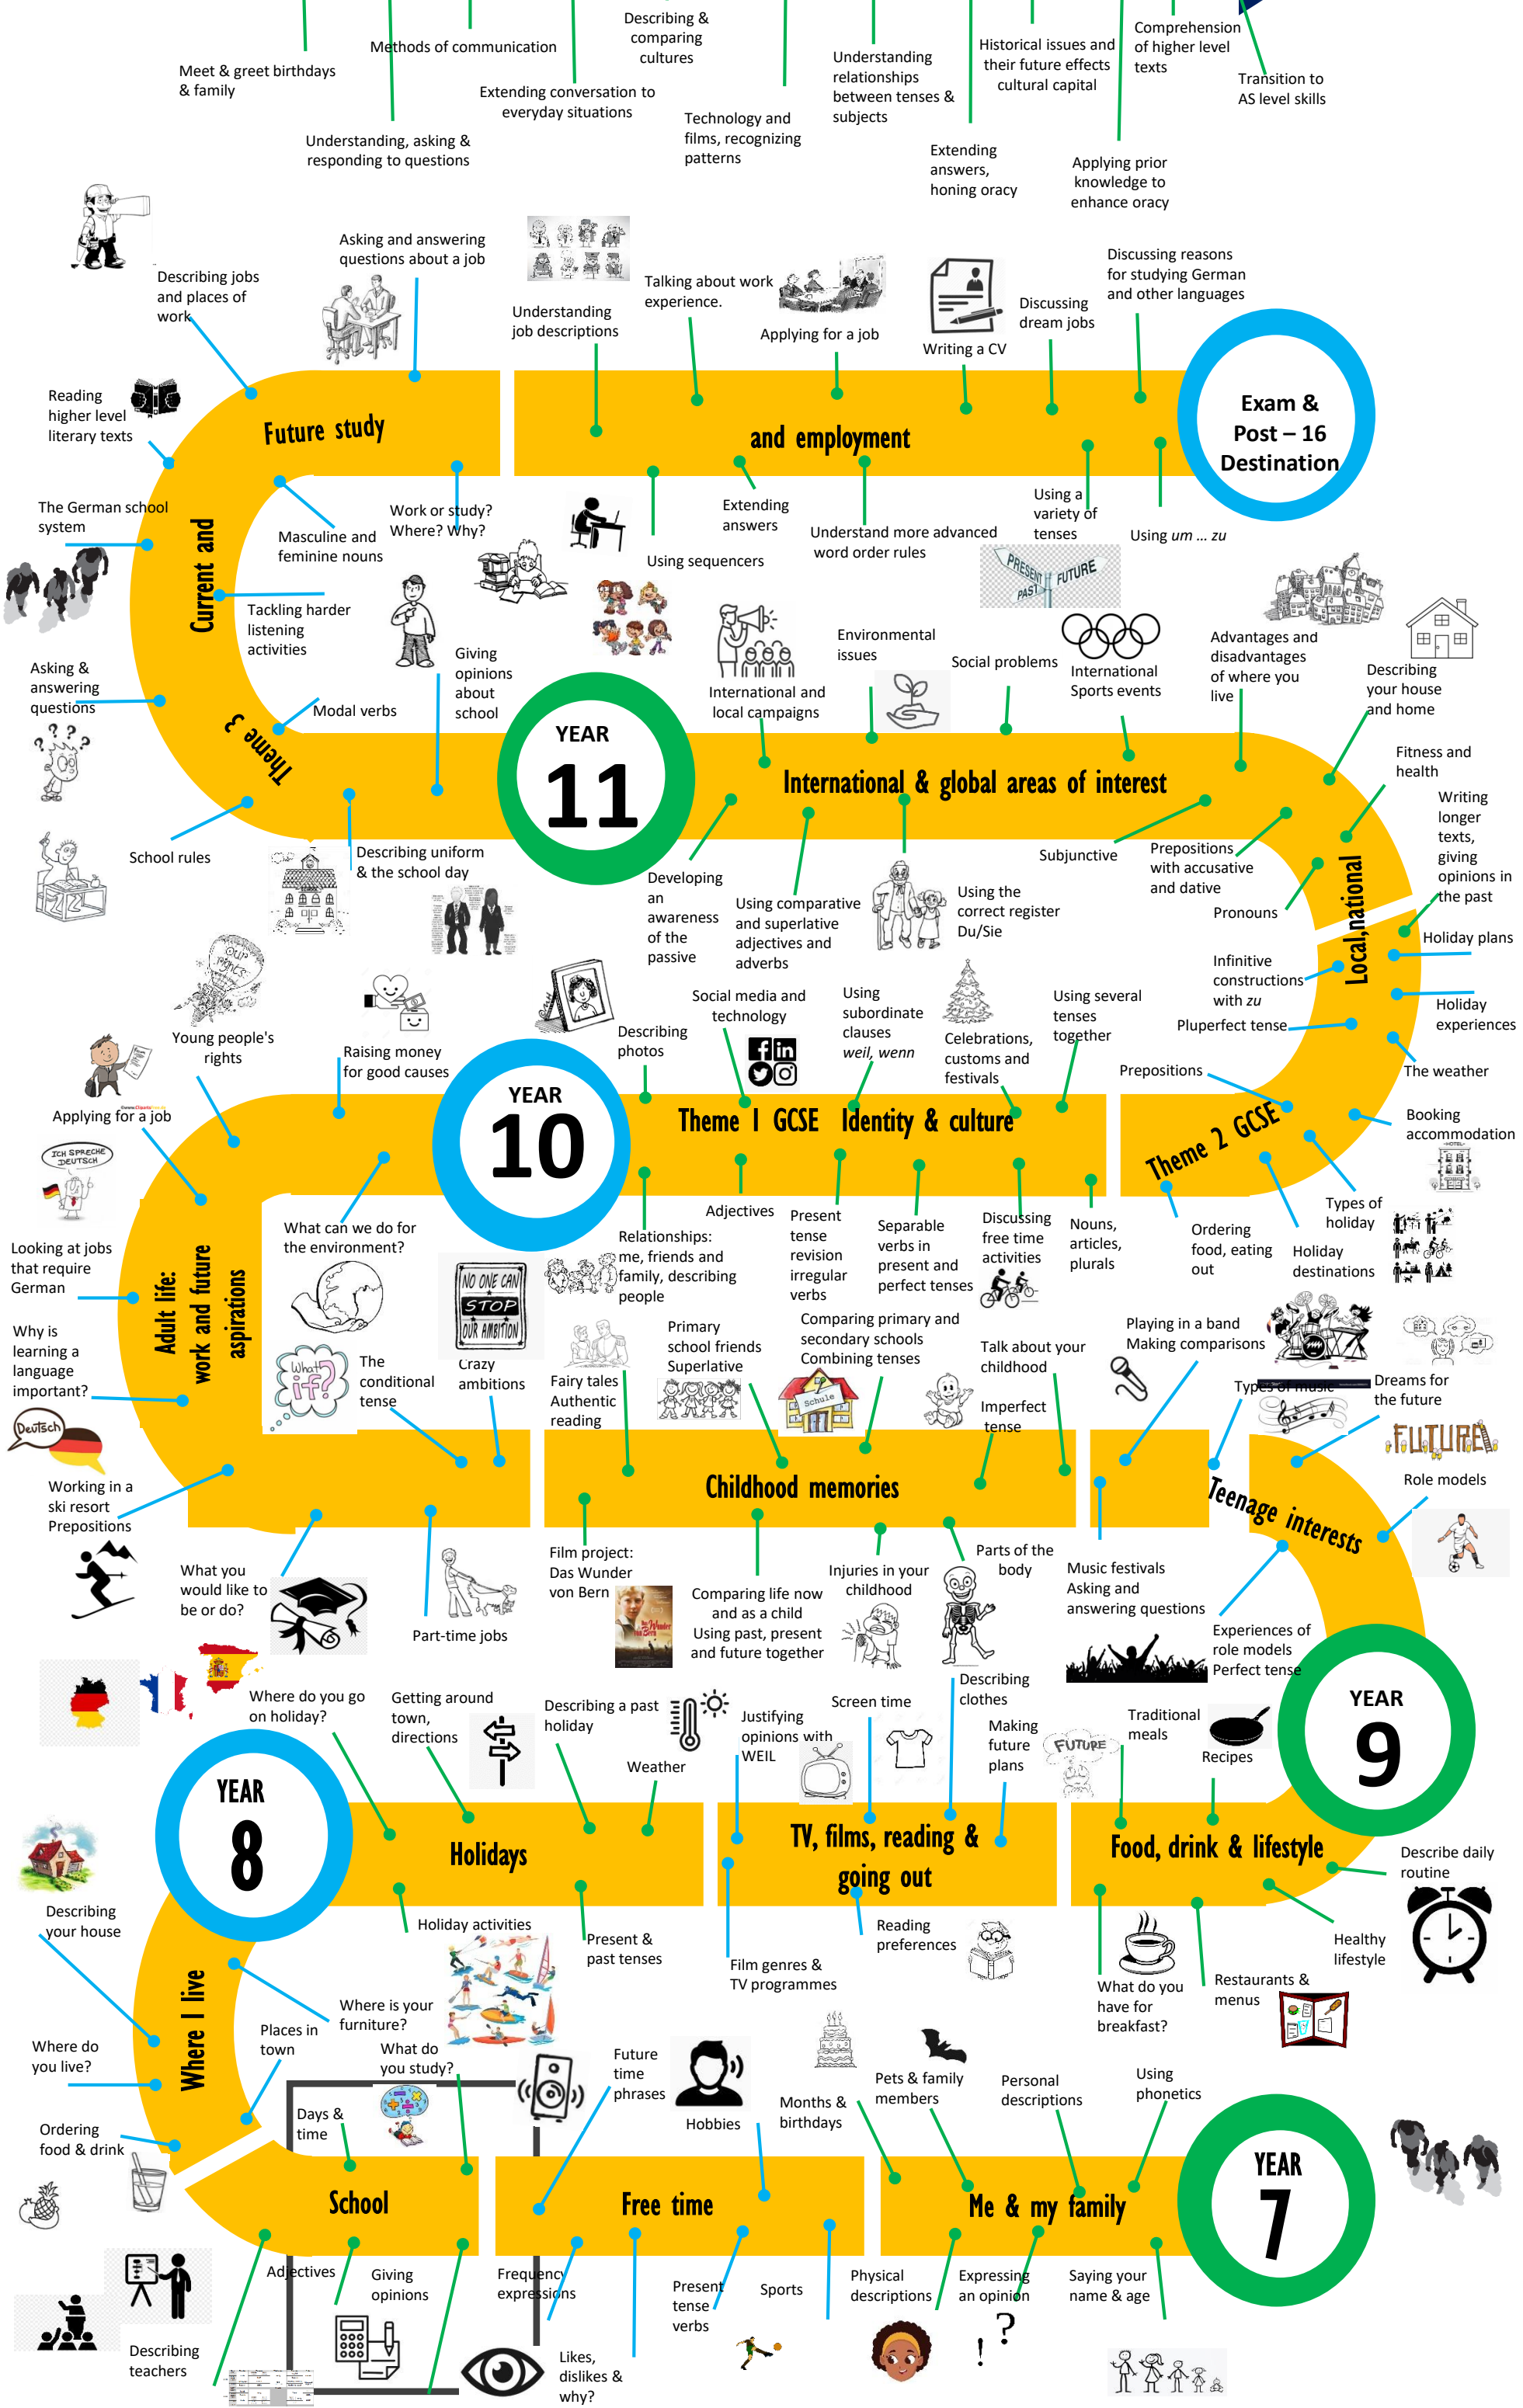 Describing &
comparing
cultures
Methods of communication
Meet & greet birthdays
& family
Extending conversation to
everyday situations
Understanding, asking &
responding to questions
Technology and
films, recognizing
patterns
Understanding
relationships
between tenses &
subjects
Historical issues and
their future effects
cultural capital
Comprehension
of higher level
texts
Transition to
AS level skills
Extending
answers,
honing oracy
Applying prior
knowledge to
enhance oracy
Describing jobs
and places of
work
Asking and answering
questions about a job
Understanding
job descriptions
Talking about work
experience.
Applying for a job
Writing a CV
Discussing
dream jobs
Discussing reasons
for studying German
and other languages
Reading
higher level
literary texts
Future study
and employment
Exam &
Post – 16
Destination
The German school
system
Current and
Masculine and
feminine nouns
Work or study?
Where? Why?
Using sequencers
Extending
answers
Understand more advanced
word order rules
Using a
variety of
tenses
Using um ... zu
PRESENT
FUTURE
PAST
Tackling harder
listening
activities
Asking &
answering
questions
Modal verbs
Giving
opinions
about
school
Theme 3
School rules
Describing uniform
& the school day
YEAR
11
International and
local campaigns
Environmental
issues
Social problems
International
Sports events
Advantages and
disadvantages
of where you
live
Describing
your house
and home
Fitness and
health
Writing
longer
texts,
giving
opinions in
the past
International & global areas of interest
Developing
an
awareness
of the
passive
Using comparative
and superlative
adjectives and
adverbs
Using the
correct register
Du/Sie
Subjunctive
Prepositions
with accusative
and dative
Pronouns
Local,national
Holiday plans
Infinitive
constructions
with zu
Holiday
experiences
Pluperfect tense
The weather
Prepositions
Booking
accommodation
HOTEL
Types of
holiday
Holiday
destinations
Ordering
food, eating
out
Theme 2 GCSE
OUR
RIGHTS
Young people's
rights
Raising money
for good causes
Applying for a job
YEAR
10
Describing
photos
Social media and
technology
Using
subordinate
clauses
weil, wenn
Celebrations,
customs and
festivals
Using several
tenses
together
Theme 1 GCSE Identity & culture
Relationships:
me, friends and
family, describing
people
Adjectives
Present
tense
revision
irregular
verbs
Separable
verbs in
present and
perfect tenses
Discussing
free time
activities
Nouns,
articles,
plurals
ICH SPRECHE
DEUTSCH
Looking at jobs
that require
German
Why is
learning a
language
important?
Deutsch
Working in a
ski resort
Prepositions
Adult life:
work and future
aspirations
What can we do for
the environment?
NO ONE CAN
STOP
OUR AMBITION
What
if?
The
conditional
tense
Crazy
ambitions
What you
would like to
be or do?
Part-time jobs
Fairy tales
Authentic
reading
Primary
school friends
Superlative
Comparing primary and
secondary schools
Combining tenses
Schule
Talk about your
childhood
Imperfect
tense
Childhood memories
Film project:
Das Wunder
von Bern
Comparing life now
and as a child
Using past, present
and future together
Injuries in your
childhood
Parts of the
body
Playing in a band
Making comparisons
Types of music
Dreams for
the future
FUTURE
Role models
Teenage interests
Music festivals
Asking and
answering questions
Experiences of
role models
Perfect tense
YEAR
9
Where do you go
on holiday?
Getting around
town,
directions
Describing a past
holiday
Weather
Justifying
opinions with
WEIL
Screen time
Describing
clothes
Making
future
plans
FUTURE
Traditional
meals
Recipes
YEAR
8
Holidays
TV, films, reading &
going out
Food, drink & lifestyle
Describe daily
routine
Healthy
lifestyle
Holiday activities
Present &
past tenses
Film genres &
TV programmes
Reading
preferences
What do you
have for
breakfast?
Restaurants &
menus
Describing
your house
Where I live
Where is your
furniture?
Places in
town
Where do
you live?
Ordering
food & drink
Days &
time
What do
you study?
Future
time
phrases
Hobbies
Months &
birthdays
Pets & family
members
Personal
descriptions
Using
phonetics
School
Free time
Me & my family
YEAR
7
Adjectives
Giving
opinions
Describing
teachers
Frequency
expressions
Likes,
dislikes &
why?
Present
tense
verbs
Sports
Physical
descriptions
Expressing
an opinion
! ?
Saying your
name & age